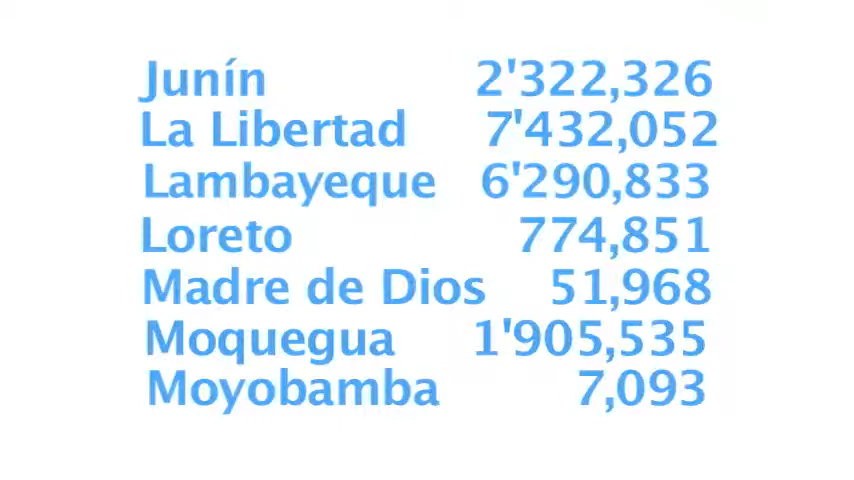 Junín 2'322,326
La Libertad 7'432,052
Lambayeque 6'290,833
Loreto 774,851
Madre de Dios 51,968
Moquegua 1'905,535
Moyobamba 7,093